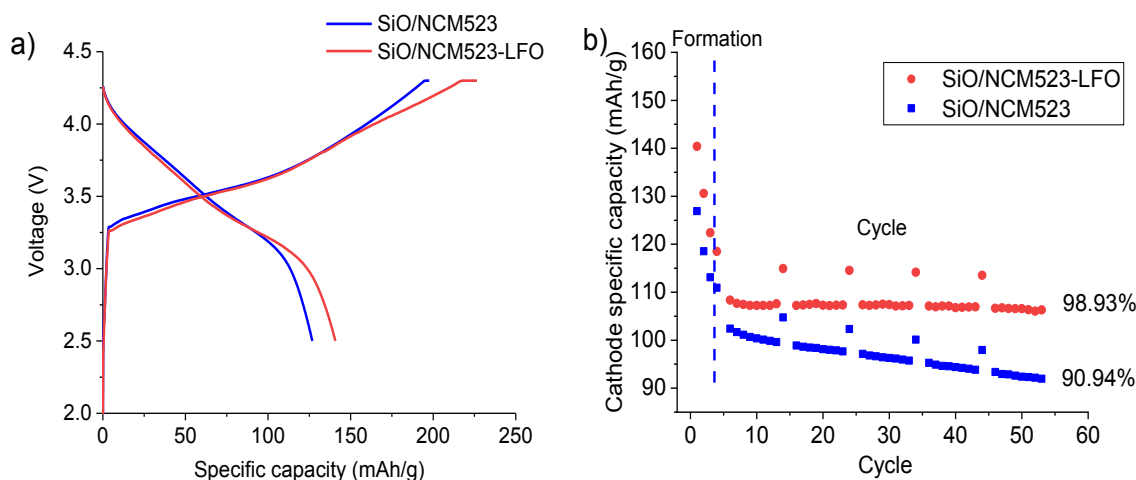 a)
SiO/NCM523
SiO/NCM523-LFO
4.5
4.0
3.5
3.0
2.5
2.0
Voltage (V)
0
50
100
150
200
250
Specific capacity (mAh/g)
b)
Formation
160
150
140
130
120
110
100
90
Cathode specific capacity (mAh/g)
SiO/NCM523-LFO
SiO/NCM523
Cycle
98.93%
90.94%
0
10
20
30
40
50
60
Cycle